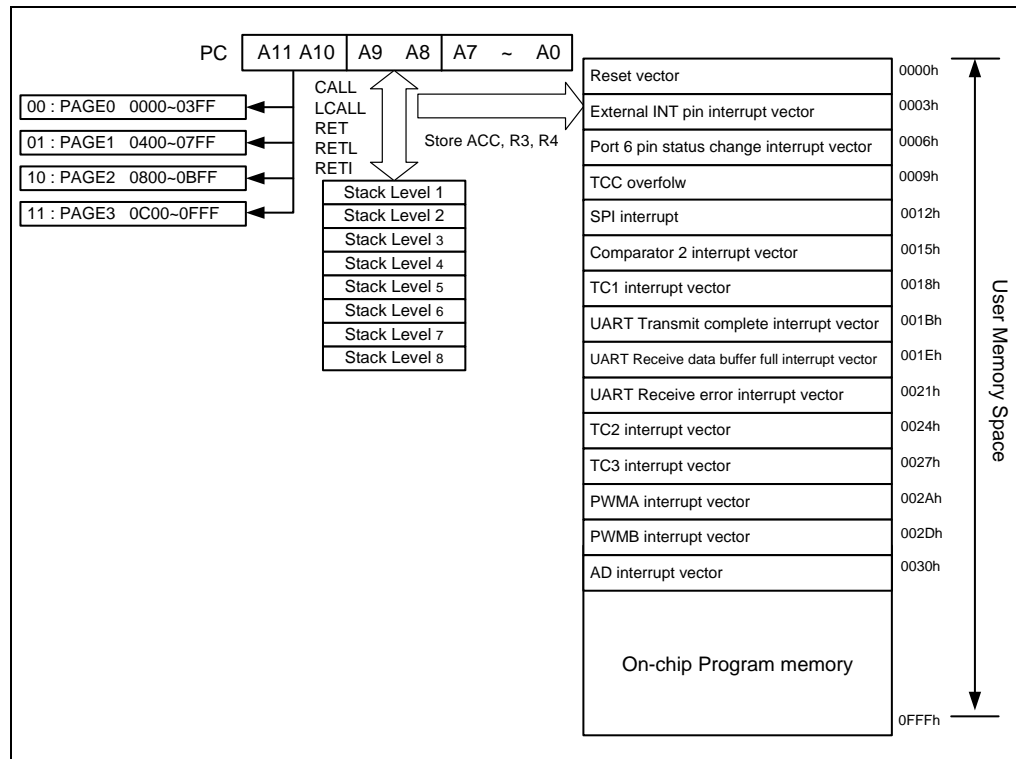 PC A11 A10 A9 A8 A7 ~ A0
00 : PAGE0 0000~03FF
01 : PAGE1 0400~07FF
10 : PAGE2 0800~0BFF
11 : PAGE3 0C00~0FFF
CALL
LCALL
RET
RETL
RETI
Store ACC, R3, R4
Stack Level 1
Stack Level 2
Stack Level 3
Stack Level 4
Stack Level 5
Stack Level 6
Stack Level 7
Stack Level 8
Reset vector 0000h
External INT pin interrupt vector 0003h
Port 6 pin status change interrupt vector 0006h
TCC overfolw 0009h
SPI interrupt 0012h
Comparator 2 interrupt vector 0015h
TC1 interrupt vector 0018h
UART Transmit complete interrupt vector 001Bh
UART Receive data buffer full interrupt vector 001Eh
UART Receive error interrupt vector 0021h
TC2 interrupt vector 0024h
TC3 interrupt vector 0027h
PWMA interrupt vector 002Ah
PWMB interrupt vector 002Dh
AD interrupt vector 0030h
On-chip Program memory
0FFFh
User Memory Space